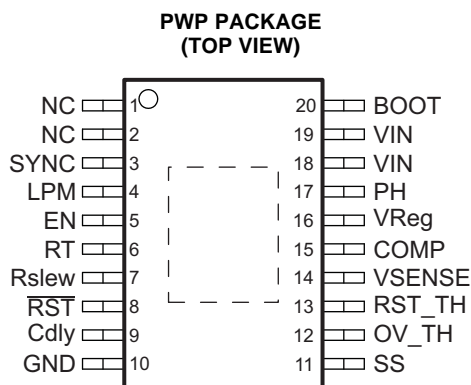 PWP PACKAGE
(TOP VIEW)
NC 1 20 BOOT
NC 2 19 VIN
SYNC 3 18 VIN
LPM 4 17 PH
EN 5 16 VReg
RT 6 15 COMP
Rslew 7 14 VSENSE
R̅S̅T̅ 8 13 RST_TH
Cdly 9 12 OV_TH
GND 10 11 SS